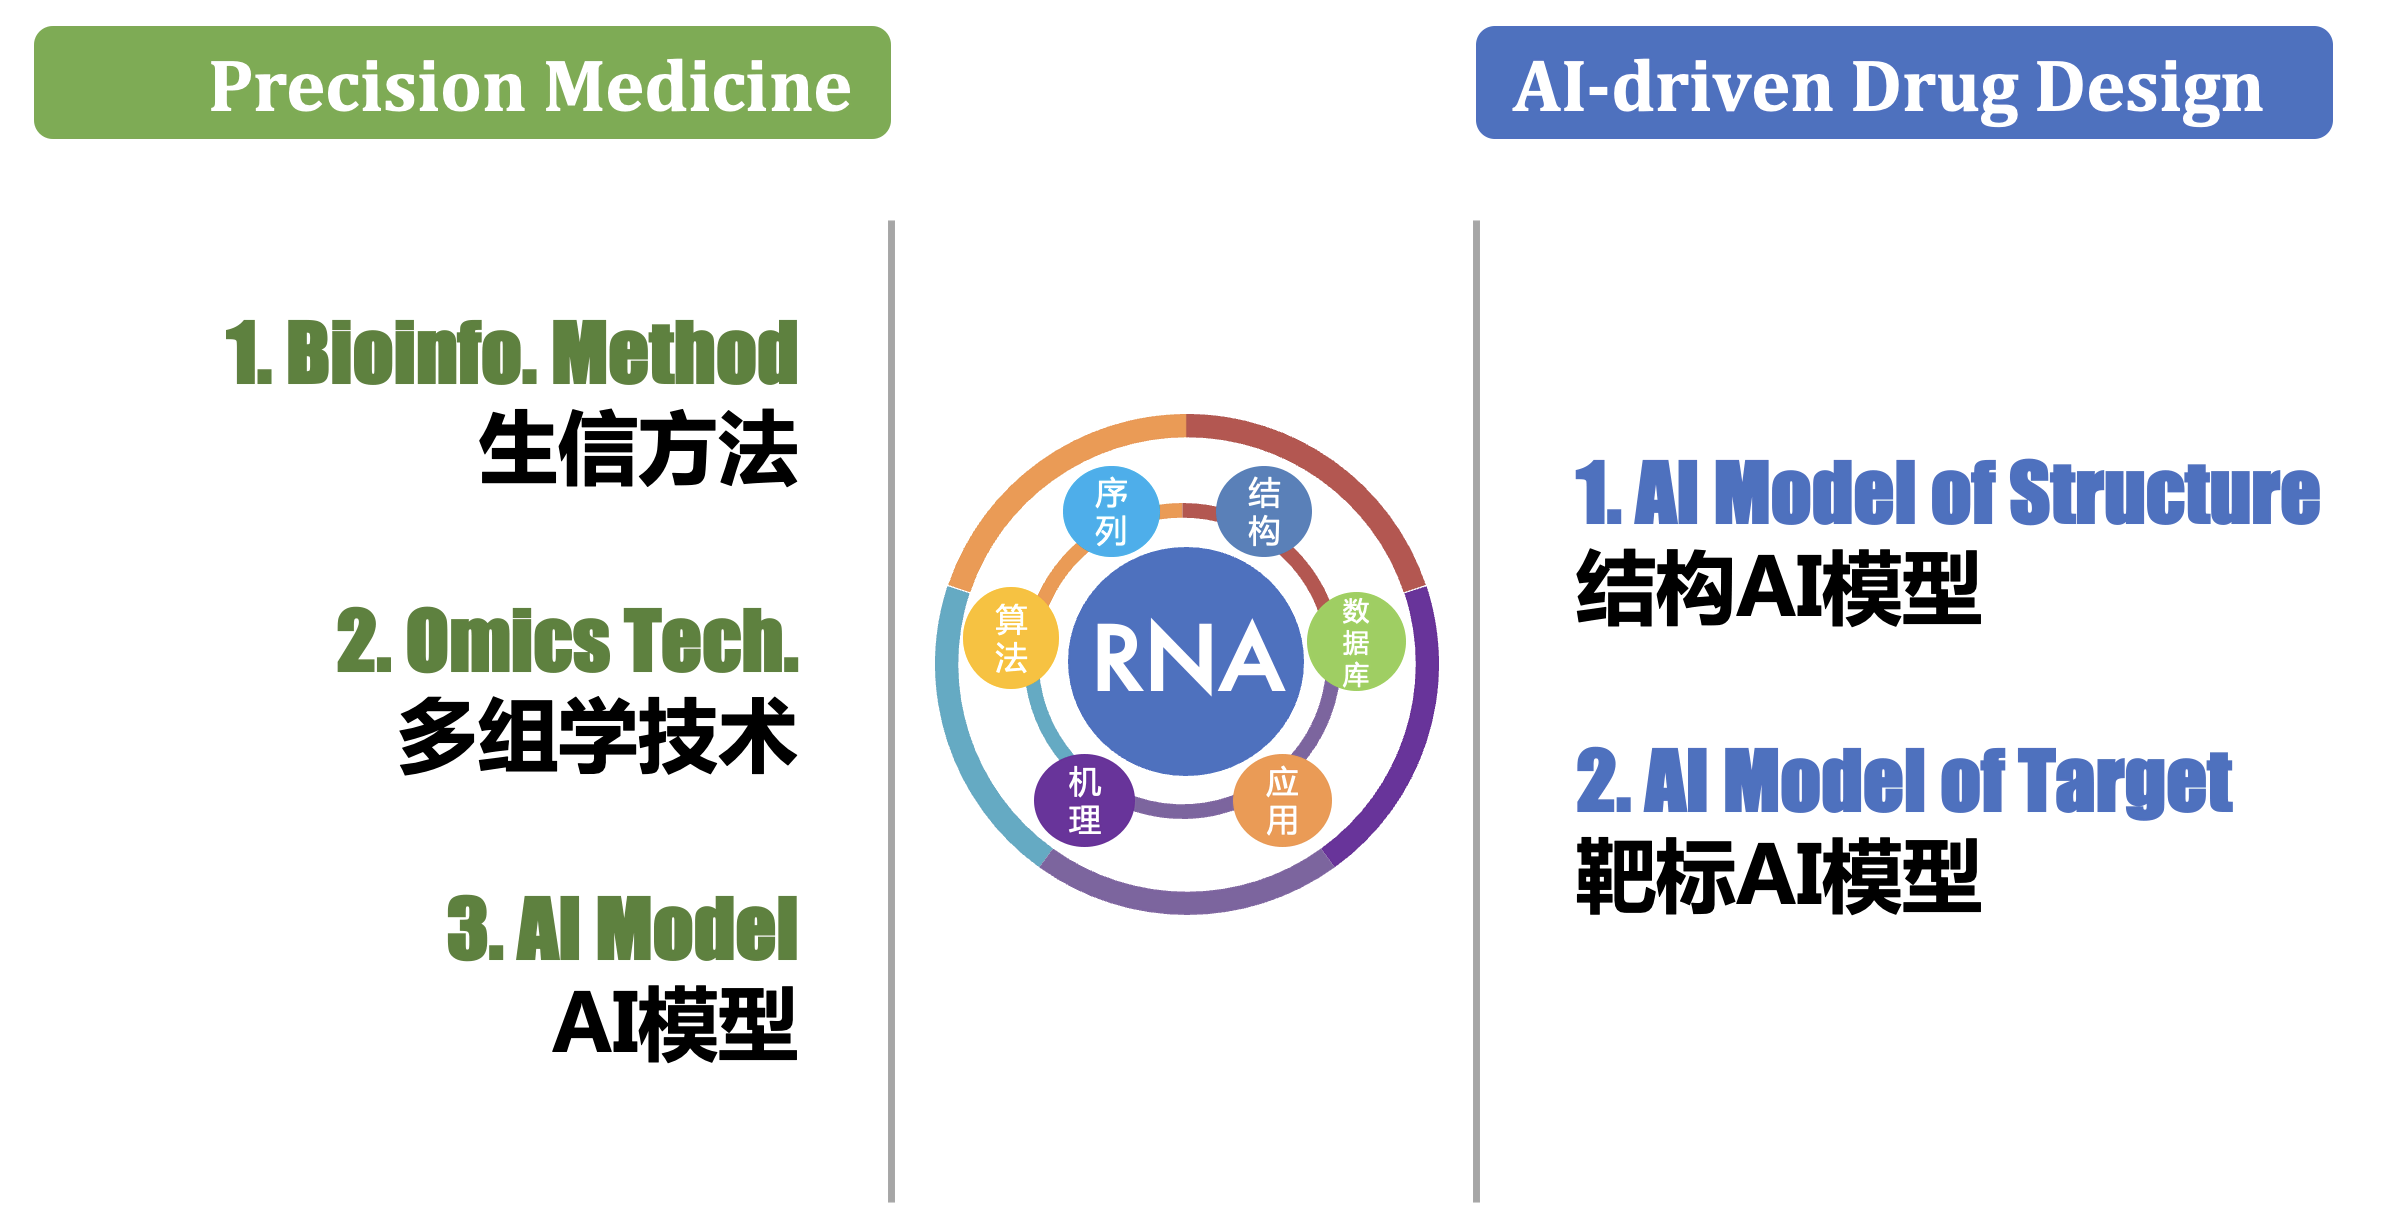 Precision Medicine
AI-driven Drug Design
1. Bioinfo. Method
生信方法
2. Omics Tech.
多组学技术
3. AI Model
AI模型
序
列
结
构
算
法
RNA
数
据
库
机
理
应
用
1. AI Model of Structure
结构AI模型
2. AI Model of Target
靶标AI模型